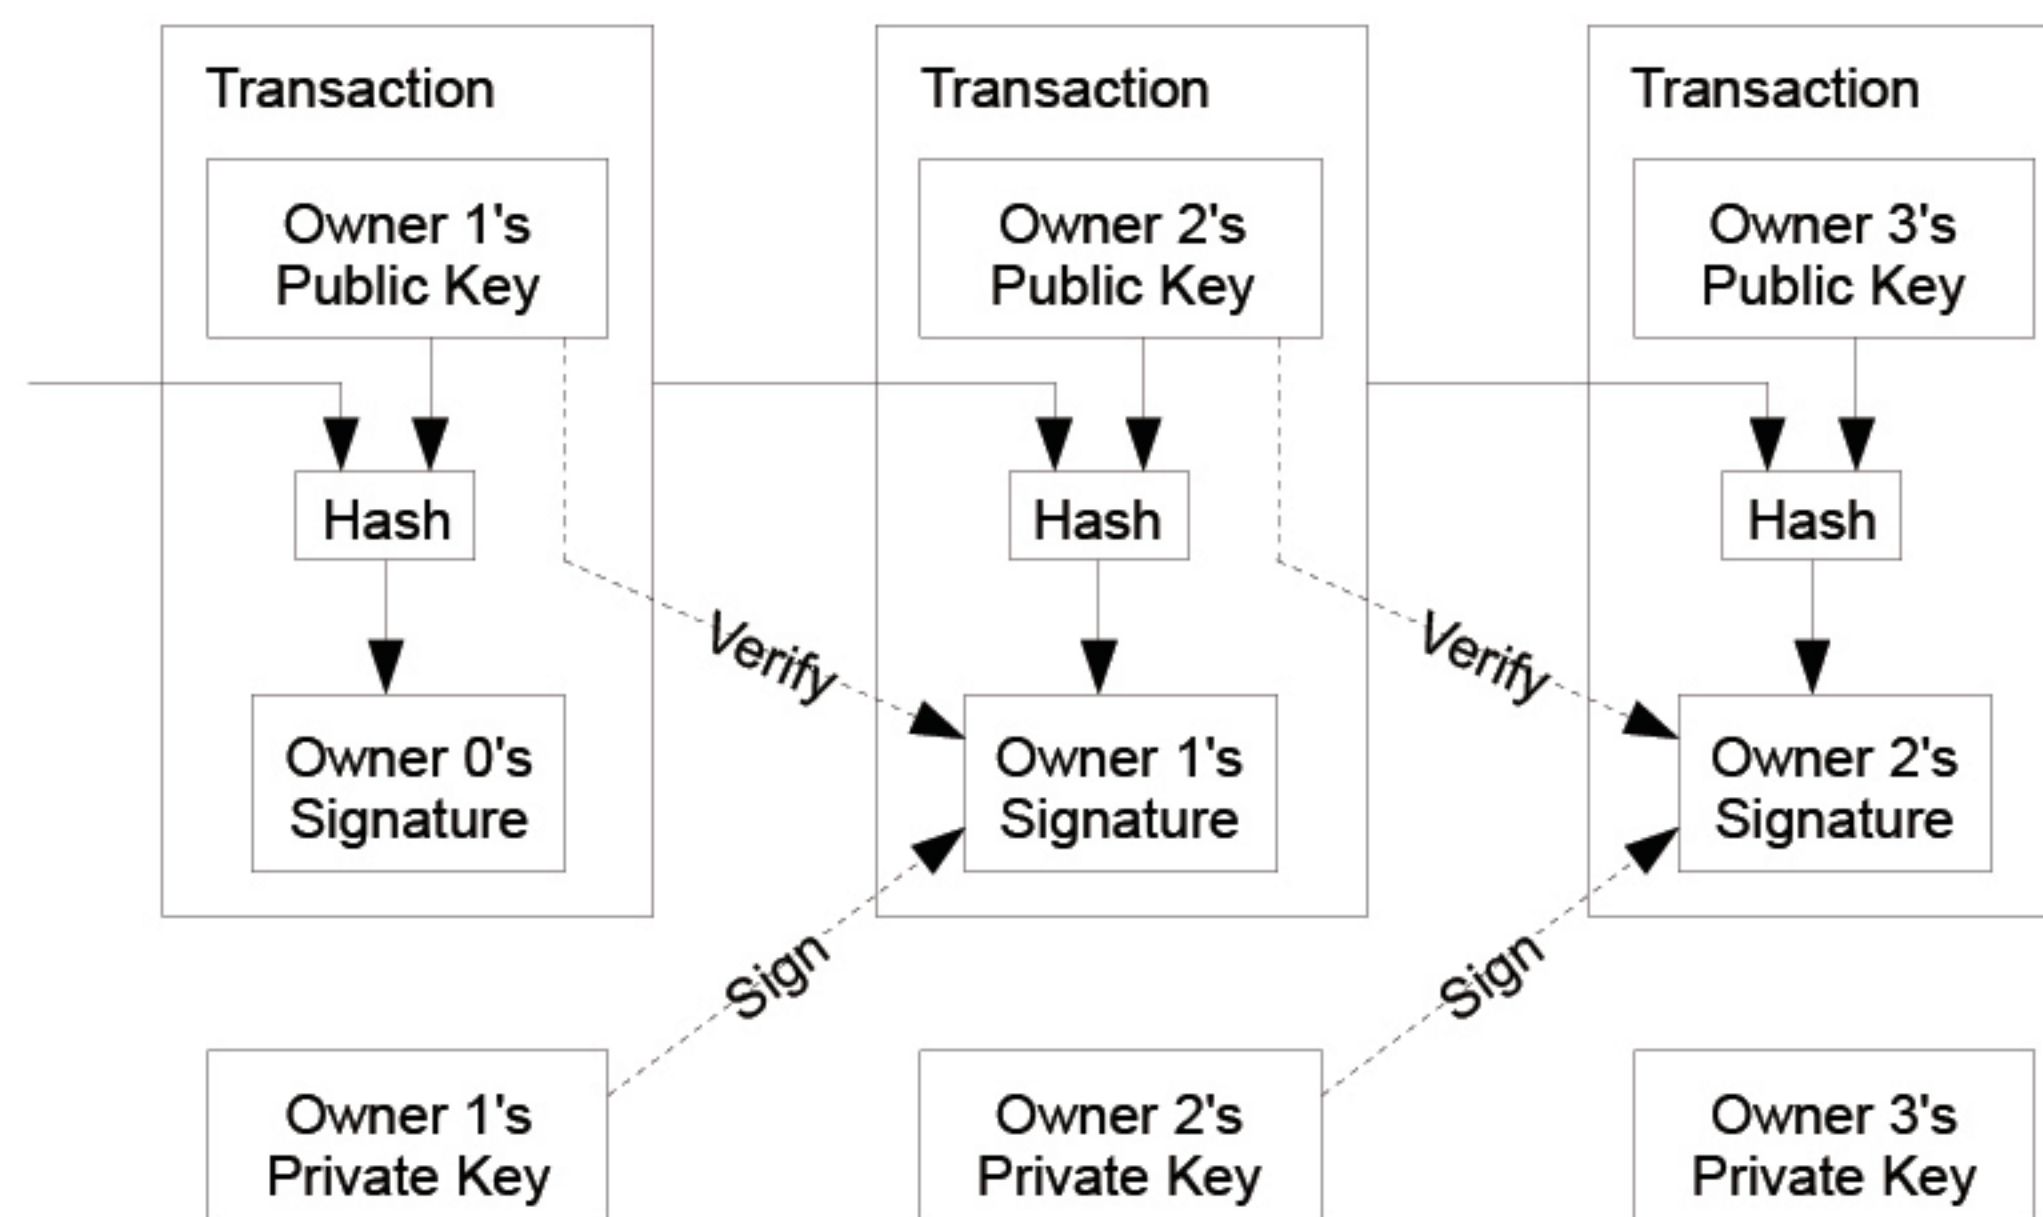 Transaction
Owner 1's
Public Key
Hash
Owner 0's
Signature
Transaction
Owner 2's
Public Key
Hash
Owner 1's
Signature
Transaction
Owner 3's
Public Key
Hash
Owner 2's
Signature
Verify
Verify
Sign
Sign
Owner 1's
Private Key
Owner 2's
Private Key
Owner 3's
Private Key